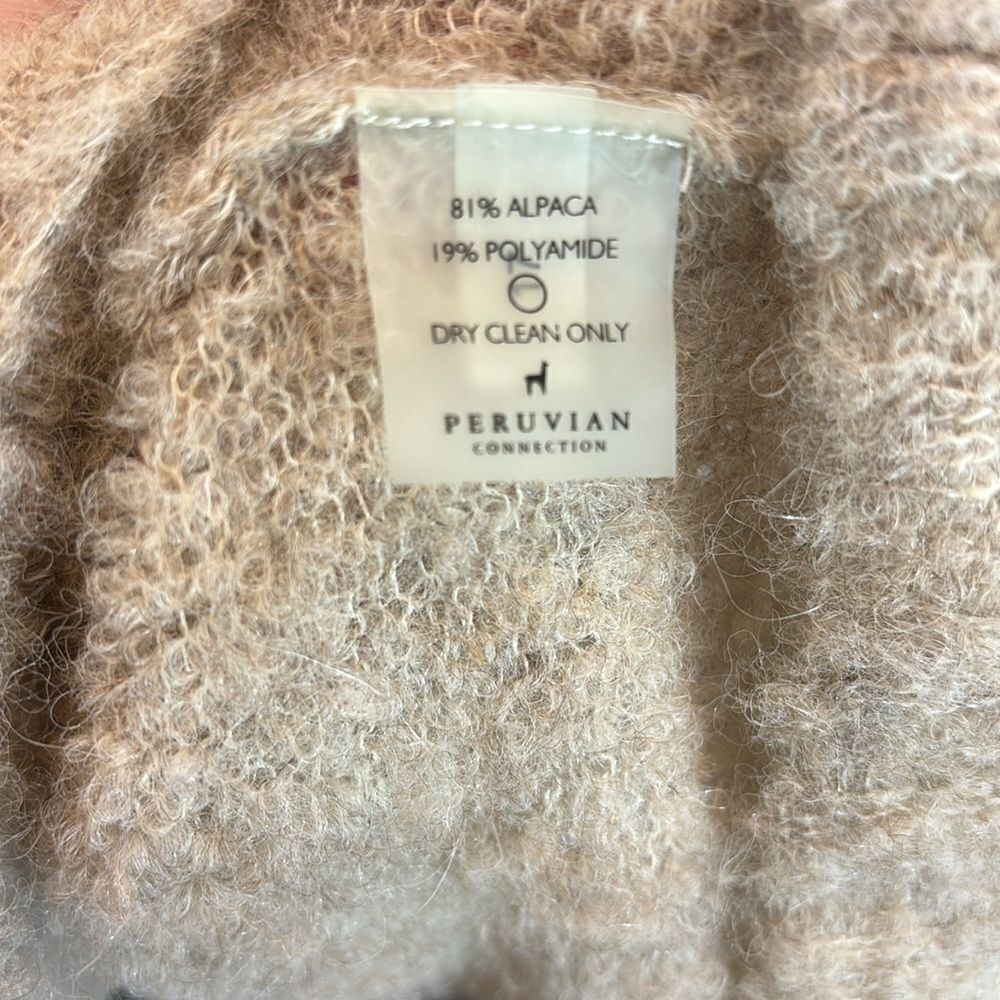 81% ALPACA
19% POLYAMIDE
DRY CLEAN ONLY
PERUVIAN
CONNECTION